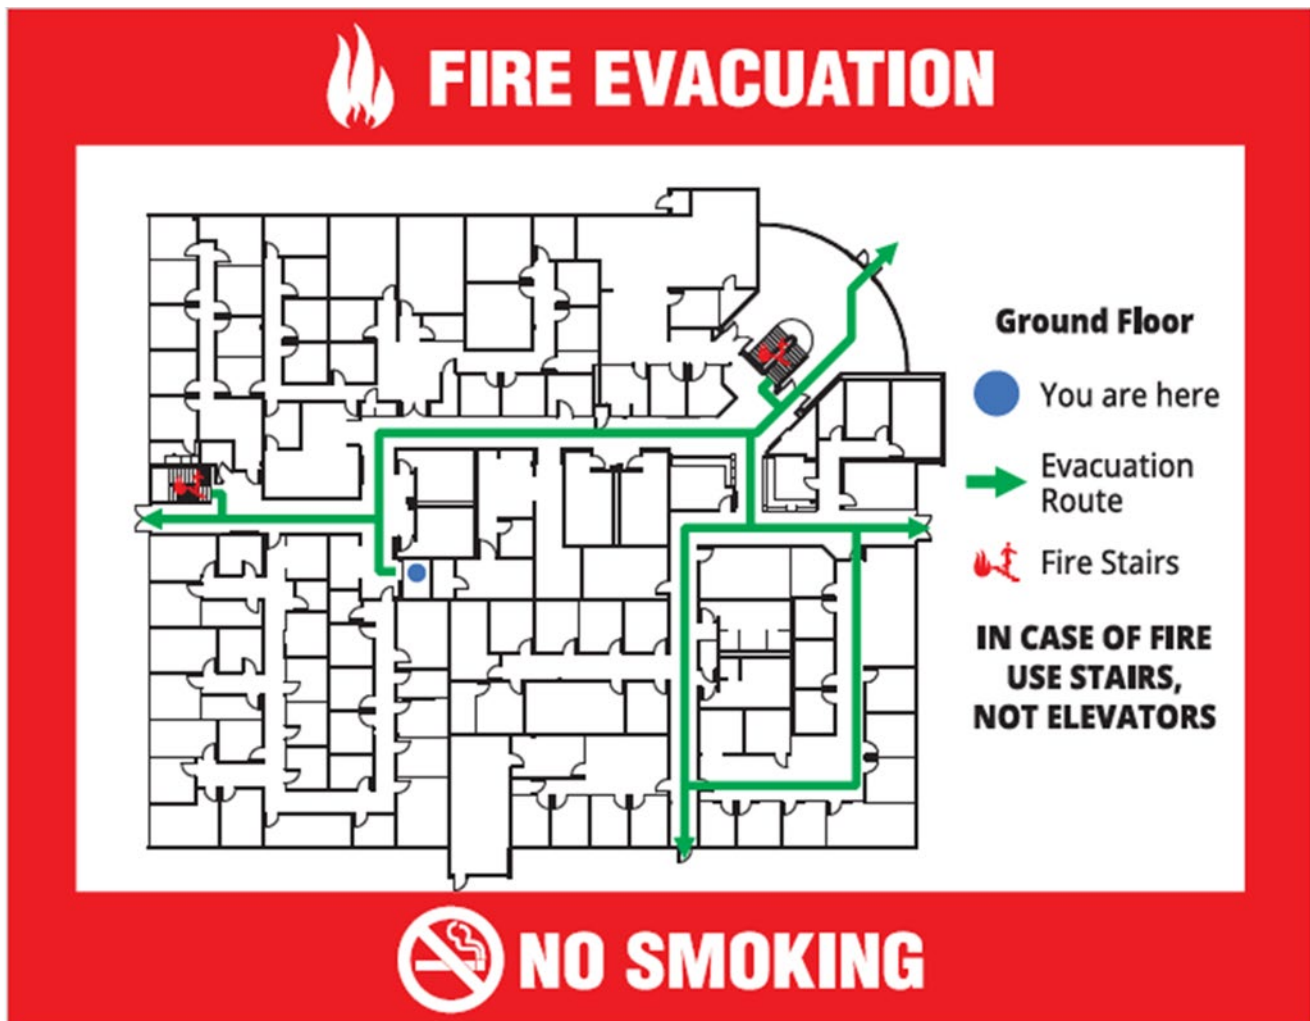 FIRE EVACUATION
Ground Floor
You are here
Evacuation
Route
Fire Stairs
IN CASE OF FIRE
USE STAIRS,
NOT ELEVATORS
NO SMOKING